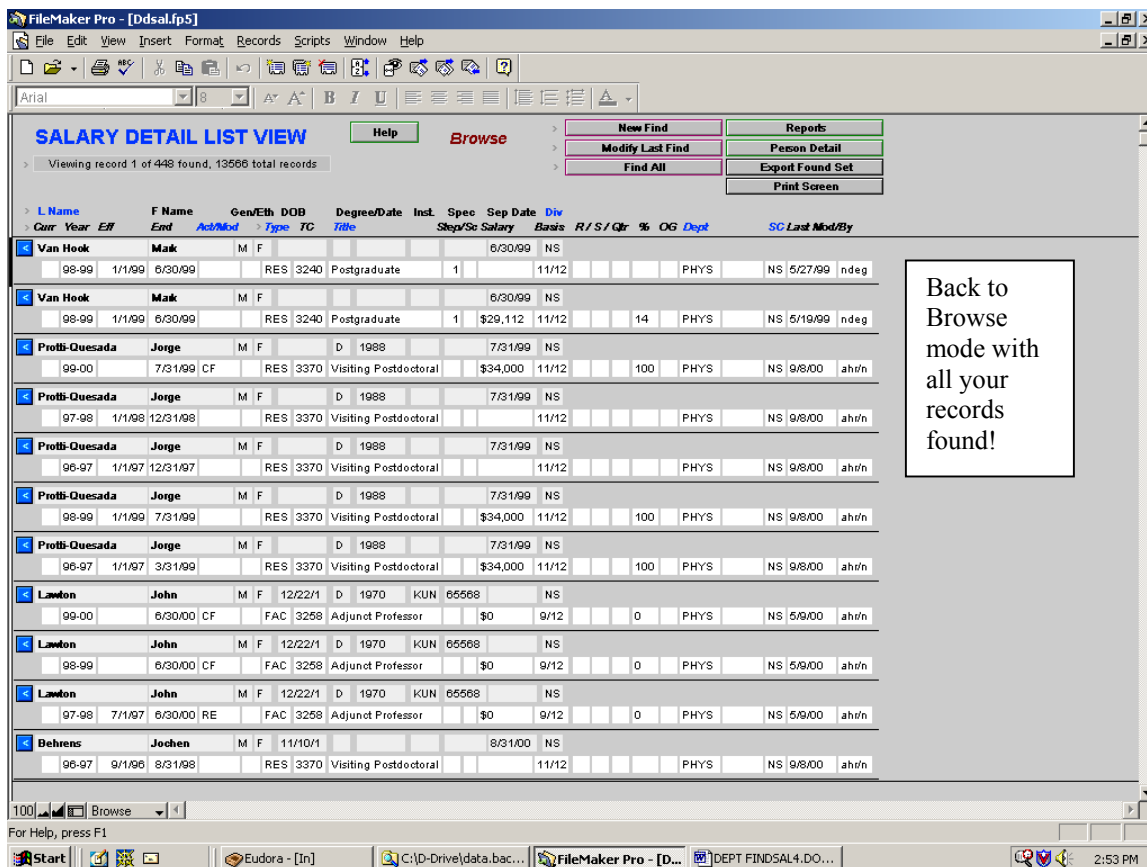 FileMaker Pro - [Ddsal.fp5]
File Edit View Insert Format Records Scripts Window Help
Arial 8 B I U A
SALARY DETAIL LIST VIEW Help Browse New Find Reports
Modify Last Find Person Detail
> Viewing record 1 of 448 found, 13566 total records Find All Export Found Set
Print Screen
> L Name F Name Gen/Eth DOB Degree/Date Inst. Spec Sep Date Div
> Curr Year Eff End Act/Mod > Type TC Title Step/Sc Salary Basis R / S / Qtr % OG Dept SC Last Mod/By
< Van Hook Mark M F 6/30/99 NS
98-99 1/1/99 6/30/99 RES 3240 Postgraduate 1 11/12 PHYS NS 5/27/99 ndeg
< Van Hook Mark M F 6/30/99 NS
98-99 1/1/99 6/30/99 RES 3240 Postgraduate 1 $29,112 11/12 14 PHYS NS 5/19/99 ndeg
< Protti-Quesada Jorge M F D 1988 7/31/99 NS
99-00 7/31/99 CF RES 3370 Visiting Postdoctoral $34,000 11/12 100 PHYS NS 9/8/00 ahr/n
< Protti-Quesada Jorge M F D 1988 7/31/99 NS
97-98 1/1/98 12/31/98 RES 3370 Visiting Postdoctoral 11/12 PHYS NS 9/8/00 ahr/n
< Protti-Quesada Jorge M F D 1988 7/31/99 NS
96-97 1/1/97 12/31/97 RES 3370 Visiting Postdoctoral 11/12 PHYS NS 9/8/00 ahr/n
< Protti-Quesada Jorge M F D 1988 7/31/99 NS
98-99 1/1/99 7/31/99 RES 3370 Visiting Postdoctoral $34,000 11/12 100 PHYS NS 9/8/00 ahr/n
< Protti-Quesada Jorge M F D 1988 7/31/99 NS
96-97 1/1/97 3/31/99 RES 3370 Visiting Postdoctoral $34,000 11/12 100 PHYS NS 9/8/00 ahr/n
< Lawton John M F 12/22/1 D 1970 KUN 65568 NS
99-00 6/30/00 CF FAC 3258 Adjunct Professor $0 9/12 0 PHYS NS 5/9/00 ahr/n
< Lawton John M F 12/22/1 D 1970 KUN 65568 NS
98-99 6/30/00 CF FAC 3258 Adjunct Professor $0 9/12 0 PHYS NS 5/9/00 ahr/n
< Lawton John M F 12/22/1 D 1970 KUN 65568 NS
97-98 7/1/97 6/30/00 RE FAC 3258 Adjunct Professor $0 9/12 0 PHYS NS 5/9/00 ahr/n
< Behrens Jochen M F 11/10/1 8/31/00 NS
96-97 9/1/96 8/31/98 RES 3370 Visiting Postdoctoral 11/12 PHYS NS 9/8/00 ahr/n
Back to
Browse
mode with
all your
records
found!
100 Browse
For Help, press F1
Start Eudora - [In] C:\D-Drive\data.bac... FileMaker Pro - [D... DEPT FINDSAL4.DO... 2:53 PM